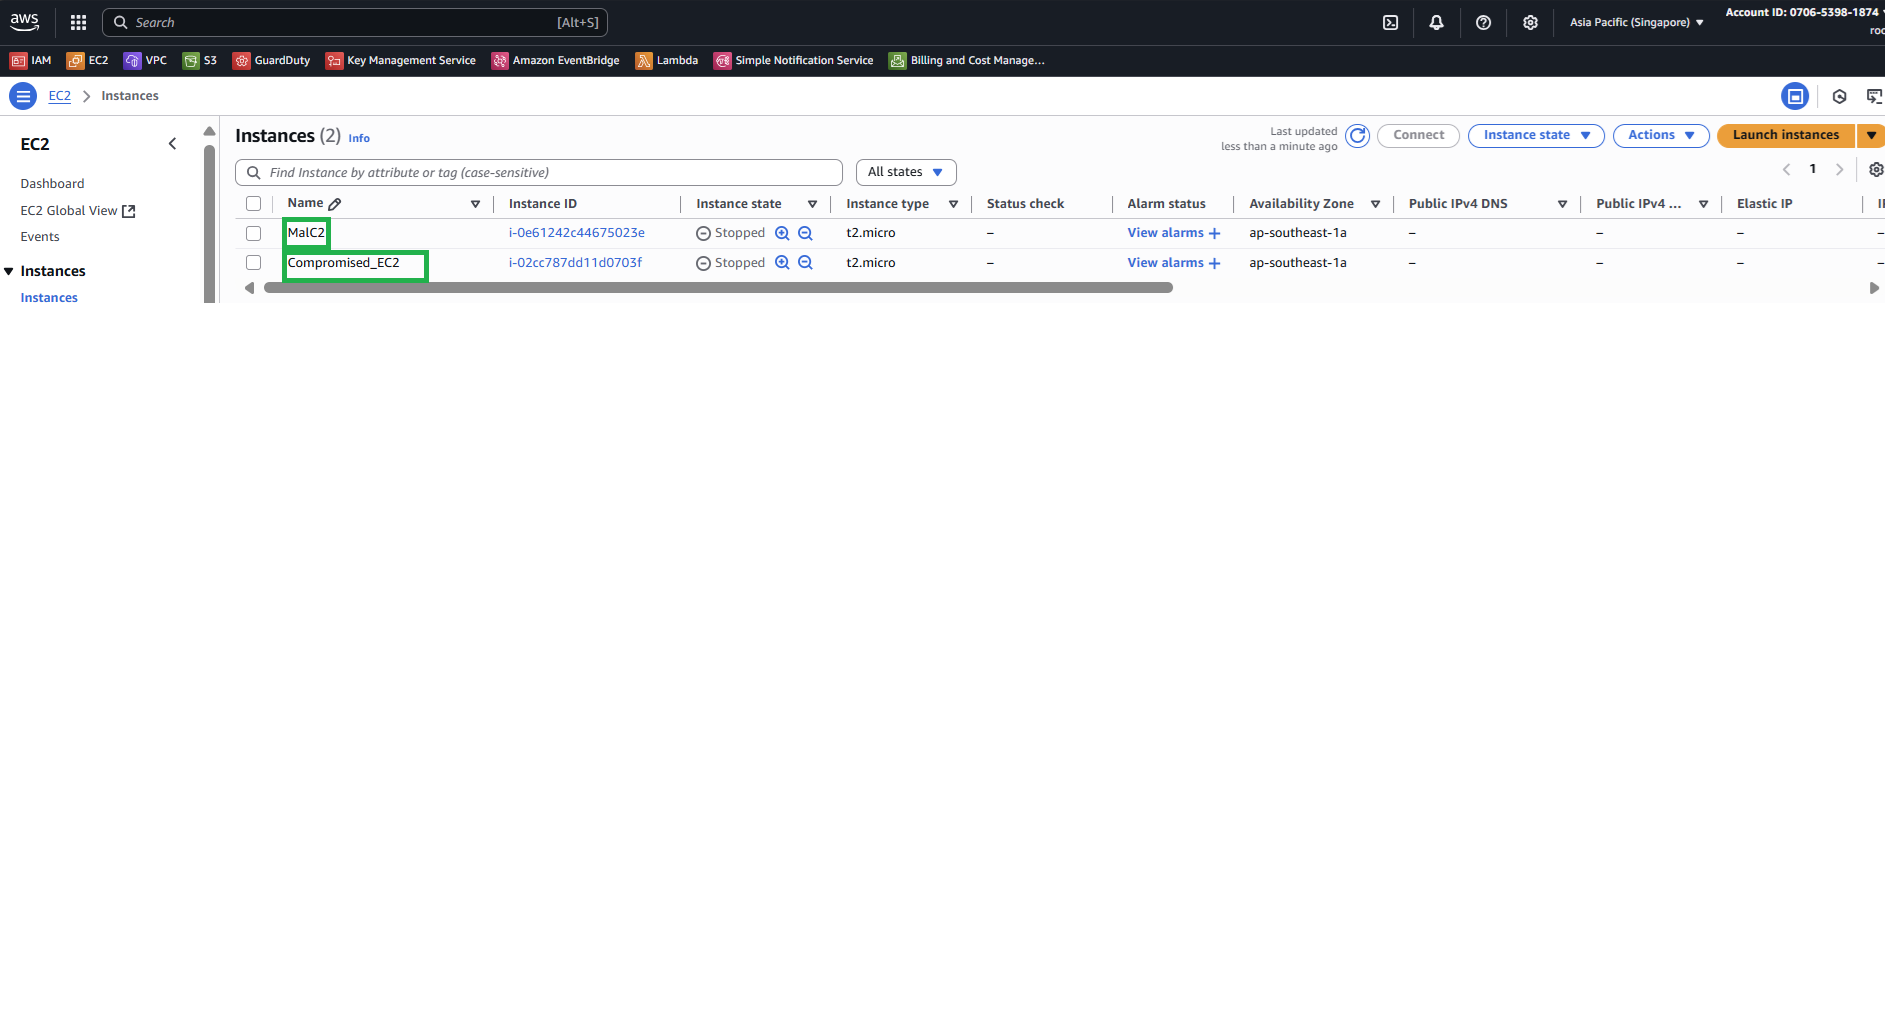 aws Search [Alt+S] Asia Pacific (Singapore) Account ID: 0706-5398-1874
IAM EC2 VPC S3 GuardDuty Key Management Service Amazon EventBridge Lambda Simple Notification Service Billing and Cost Manage...
EC2 Instances
EC2
Dashboard
EC2 Global View
Events
Instances
Instances
Instances (2) Info
Last updated
less than a minute ago
Connect Instance state Actions Launch instances
Find Instance by attribute or tag (case-sensitive) All states 1
Name Instance ID Instance state Instance type Status check Alarm status Availability Zone Public IPv4 DNS Public IPv4 ... Elastic IP
MalC2 i-0e61242c44675023e Stopped t2.micro – View alarms + ap-southeast-1a – – – –
Compromised_EC2 i-02cc787dd11d0703f Stopped t2.micro – View alarms + ap-southeast-1a – – – –